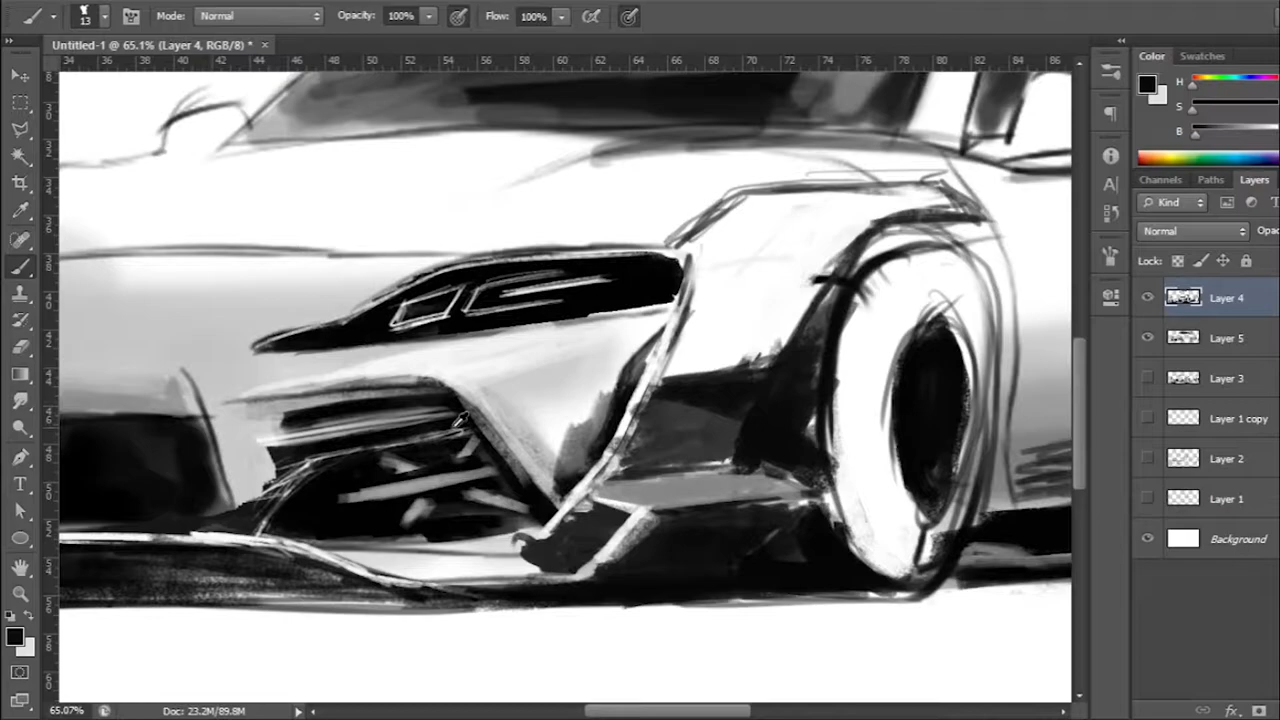 13 Mode: Normal Opacity: 100% Flow: 100%
Untitled-1 @ 65.1% (Layer 4, RGB/8) * ×
34 36 38 40 42 44 46 48 50 52 54 56 58 60 62 64 66 68 70 72 74 76 78 80 82 84 86
Color Swatches
H
S
B
Channels Paths Layers
Kind
Normal Opac
Lock:
Layer 4
Layer 5
Layer 3
Layer 1 copy
Layer 2
Layer 1
Background
65.07% Doc: 23.2M/89.8M
fx